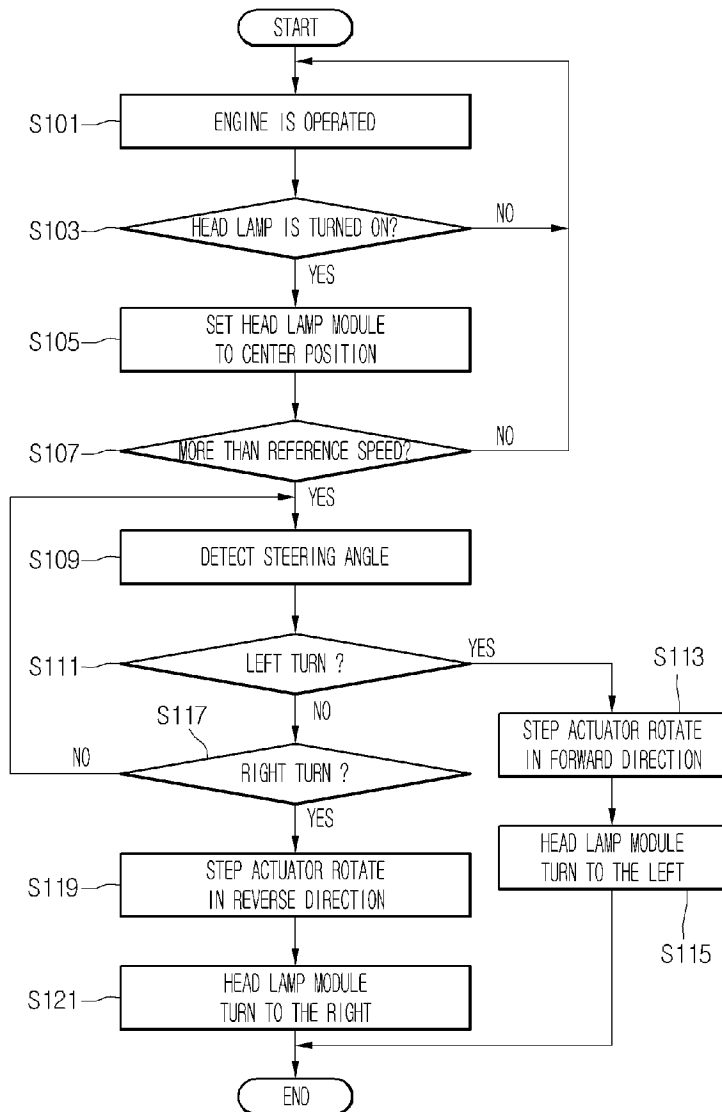 START
S101
ENGINE IS OPERATED
S103
HEAD LAMP IS TURNED ON?
NO
YES
S105
SET HEAD LAMP MODULE
TO CENTER POSITION
S107
MORE THAN REFERENCE SPEED?
NO
YES
S109
DETECT STEERING ANGLE
S111
LEFT TURN ?
YES
NO
S113
STEP ACTUATOR ROTATE
IN FORWARD DIRECTION
HEAD LAMP MODULE
TURN TO THE LEFT
S115
S117
RIGHT TURN ?
NO
YES
S119
STEP ACTUATOR ROTATE
IN REVERSE DIRECTION
S121
HEAD LAMP MODULE
TURN TO THE RIGHT
END